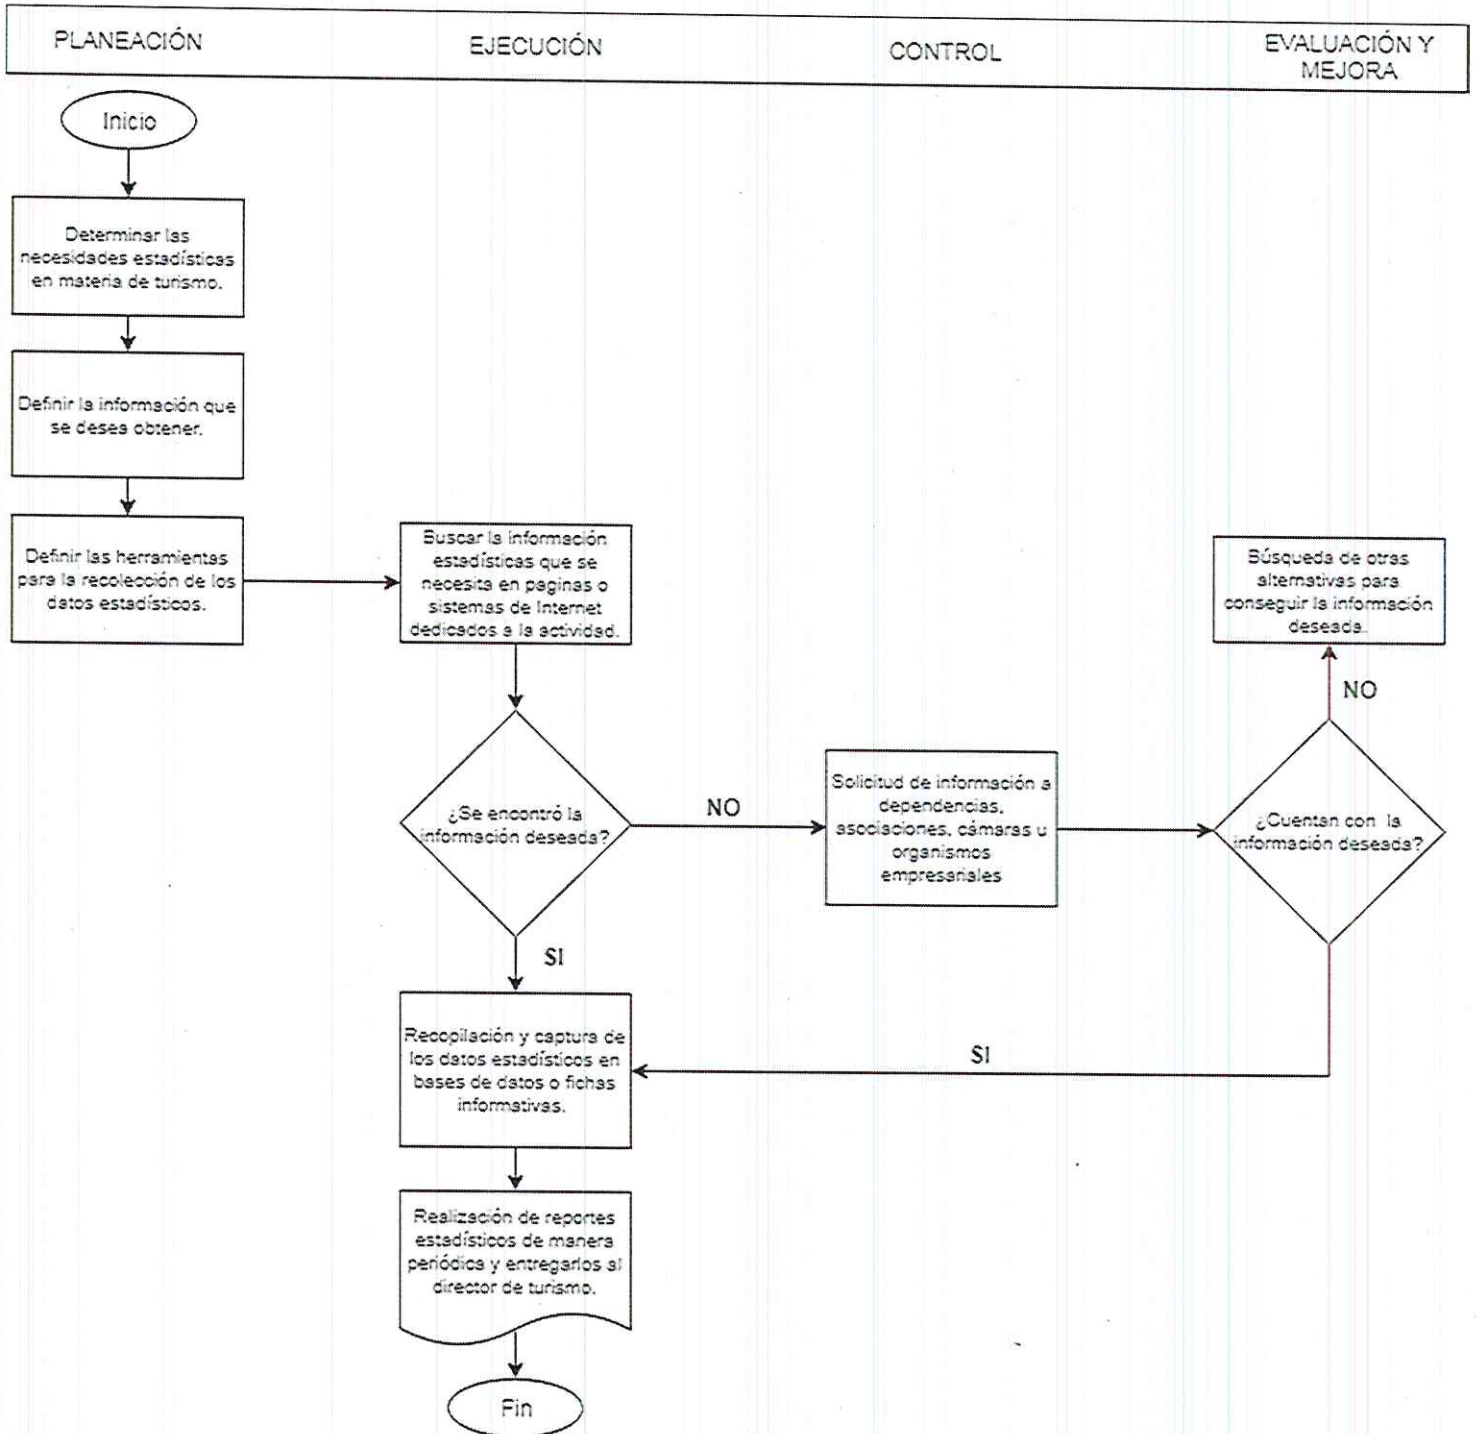 PLANEACIÓN
EJECUCIÓN
CONTROL
EVALUACIÓN Y
MEJORA
Inicio
Determinar las
necesidades estadísticas
en materia de turismo.
Definir la información que
se desea obtener.
Definir las herramientas
para la recolección de los
datos estadísticos.
Buscar la información
estadísticas que se
necesita en paginas o
sistemas de Internet
dedicados a la actividad.
Búsqueda de otras
alternativas para
conseguir la información
deseada.
NO
¿Se encontró la
información deseada?
NO
Solicitud de información a
dependencias,
asociaciones, cámaras u
organismos
empresariales
¿Cuentan con la
información deseada?
SI
Recopilación y captura de
los datos estadísticos en
bases de datos o fichas
informativas.
SI
Realización de reportes
estadísticos de manera
periódica y entregarlos al
director de turismo.
Fin